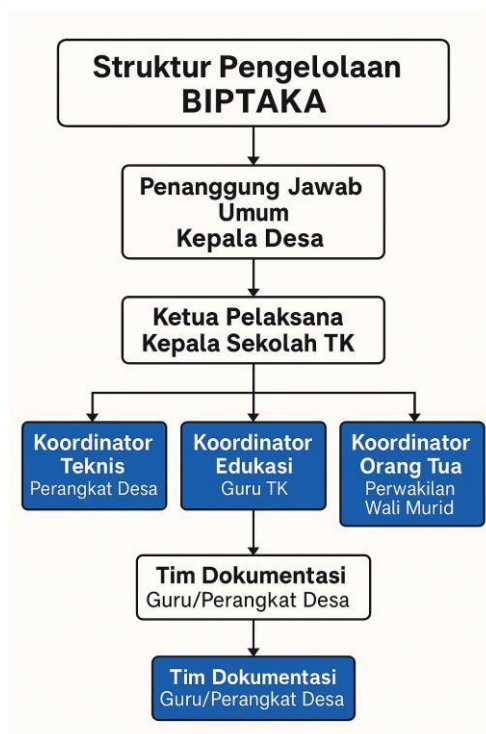 Struktur Pengelolaan
BIPTAKA
Penanggung Jawab
Umum
Kepala Desa
Ketua Pelaksana
Kepala Sekolah TK
Koordinator
Teknis
Perangkat Desa
Koordinator
Edukasi
Guru TK
Koordinator
Orang Tua
Perwakilan
Wali Murid
Tim Dokumentasi
Guru/Perangkat Desa
Tim Dokumentasi
Guru/Perangkat Desa